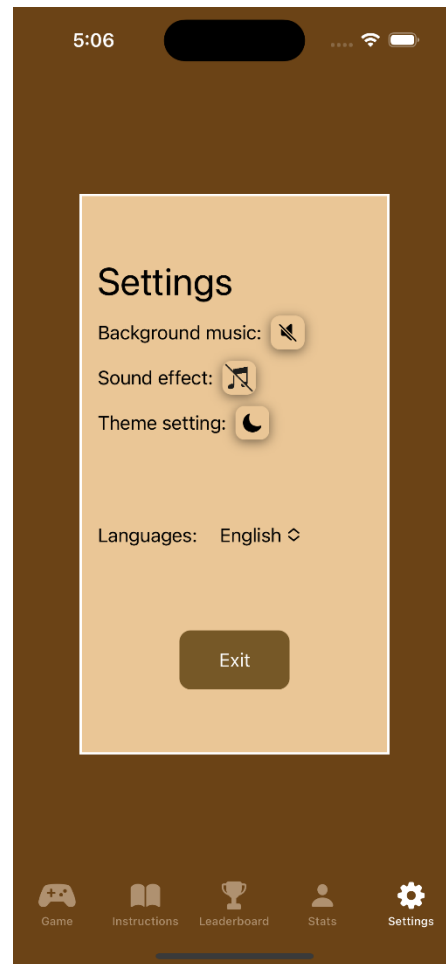 5:06
Settings
Background music:
Sound effect:
Theme setting:
Languages: English
Exit
Game Instructions Leaderboard Stats Settings